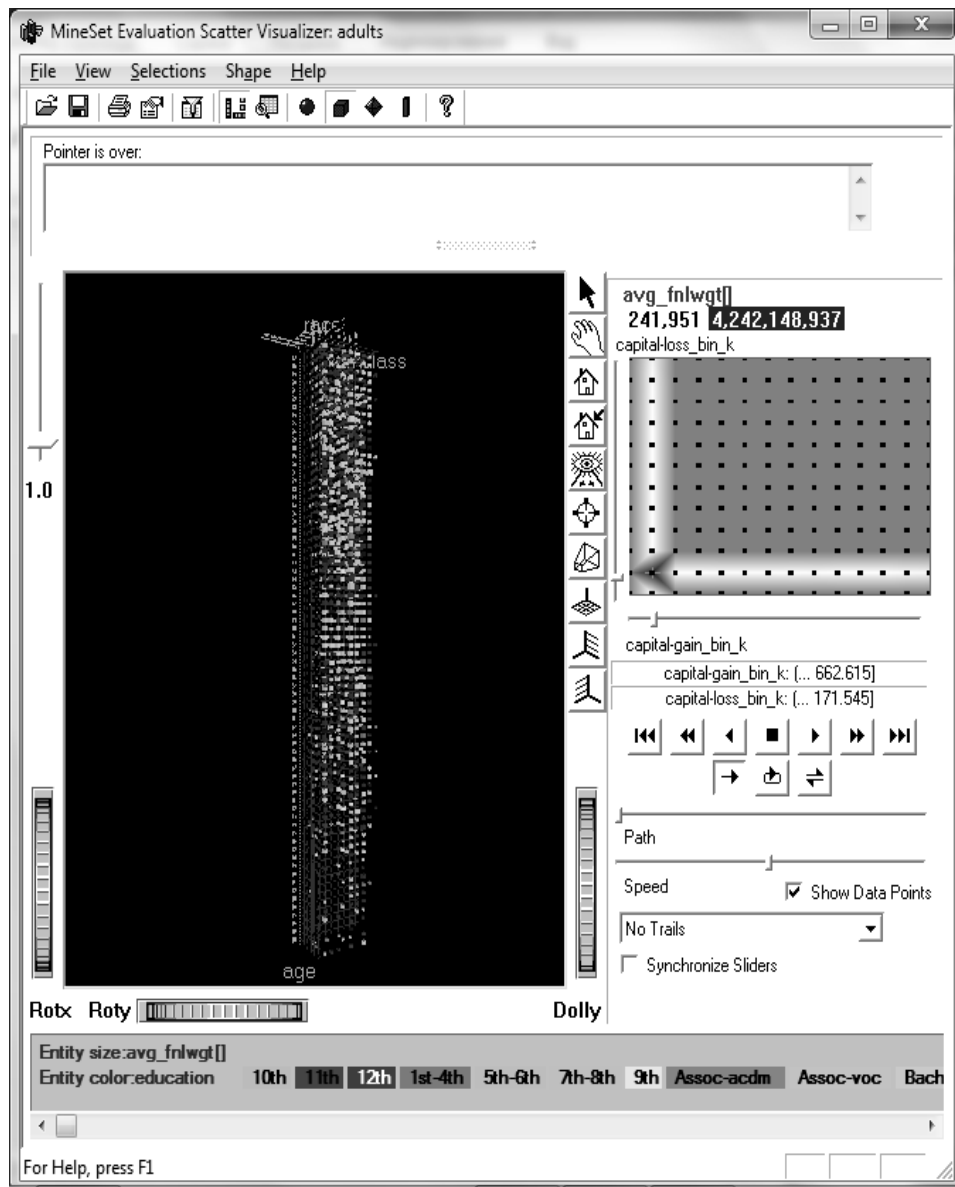 MineSet Evaluation Scatter Visualizer: adults
File View Selections Shape Help
Pointer is over:
race
class
age
1.0
Rotx Roty
Dolly
avg_fnlwgt[]
241,951 4,242,148,937
capital-loss_bin_k
capital-gain_bin_k
capital-gain_bin_k: (... 662.615]
capital-loss_bin_k: (... 171.545]
Path
Speed
Show Data Points
No Trails
Synchronize Sliders
Entity size:avg_fnlwgt[]
Entity color:education 10th 11th 12th 1st-4th 5th-6th 7th-8th 9th Assoc-acdm Assoc-voc Bach
For Help, press F1